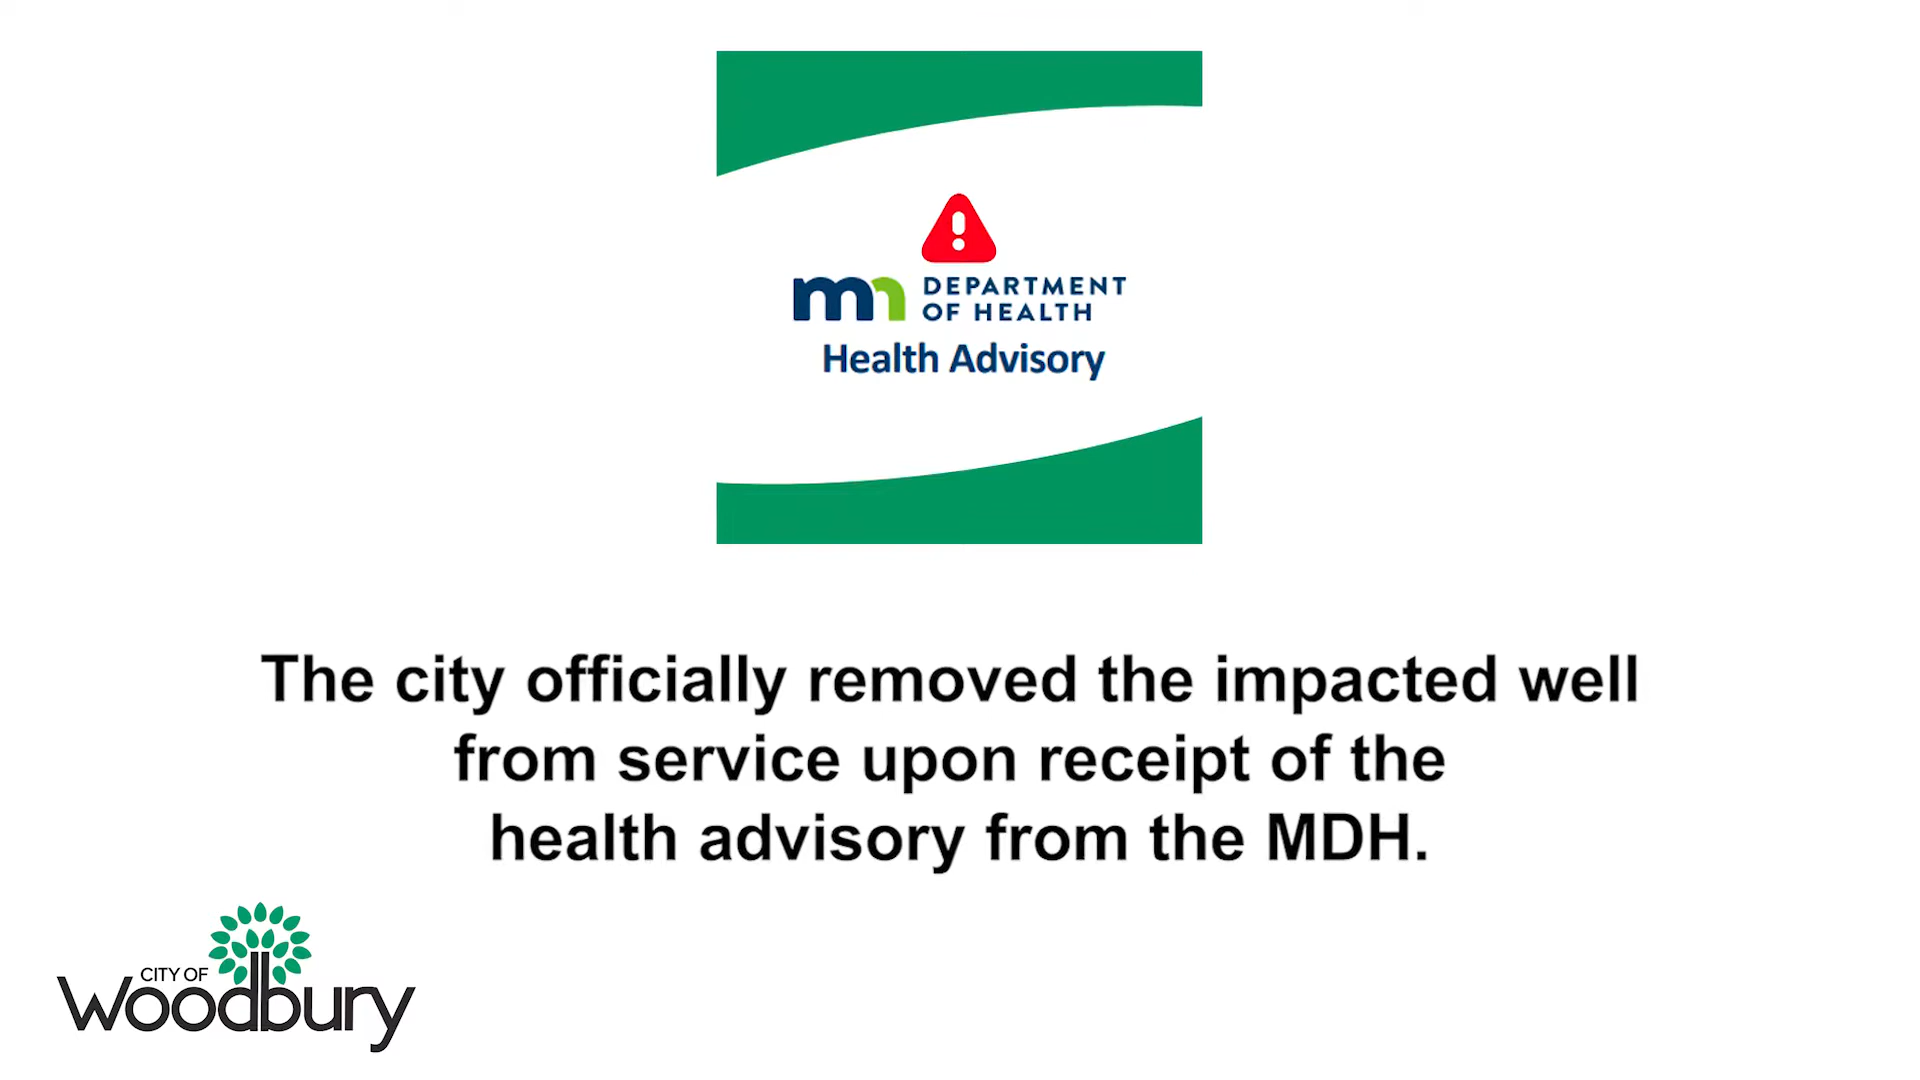 mn DEPARTMENT
OF HEALTH
Health Advisory
The city officially removed the impacted well
from service upon receipt of the
health advisory from the MDH.
CITY OF
Woodbury